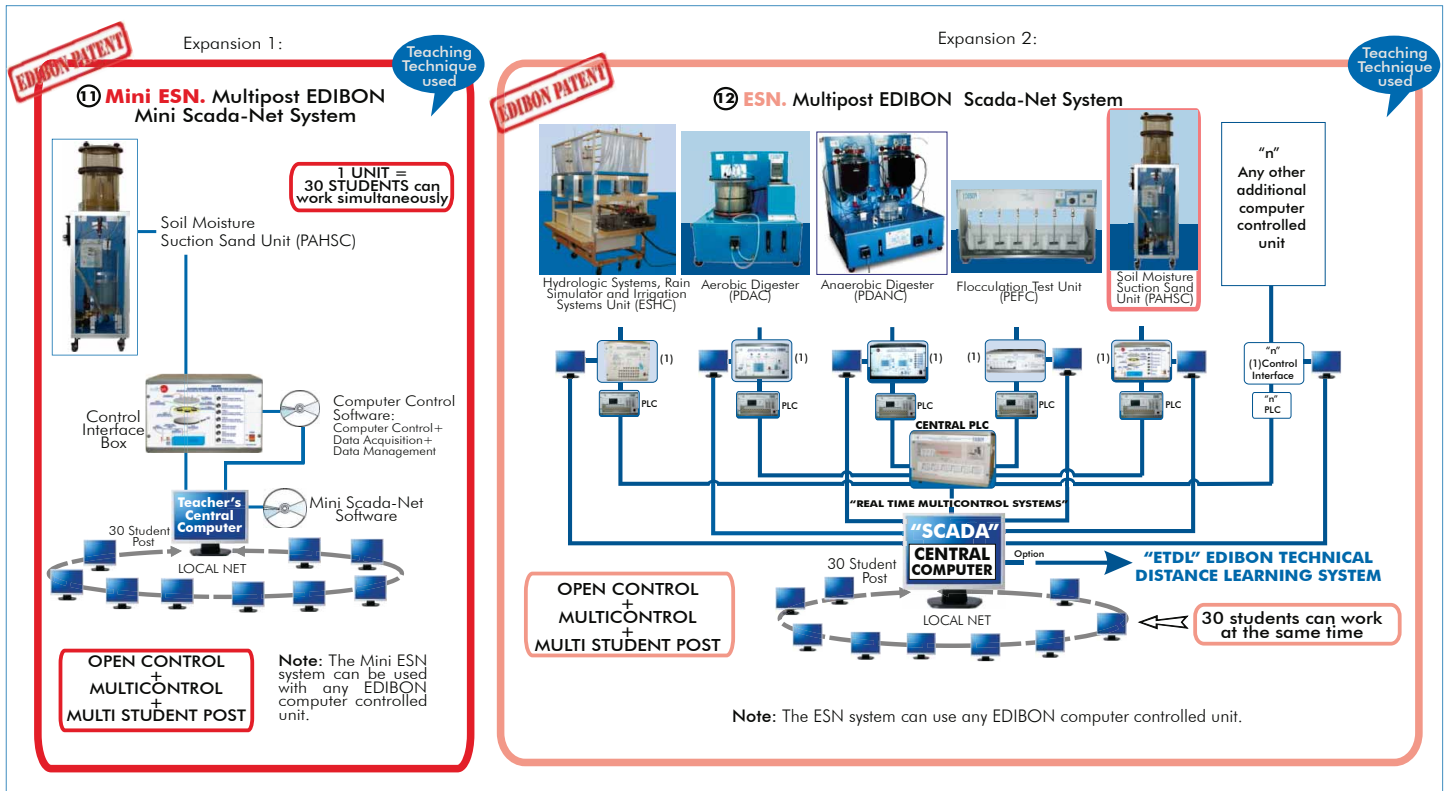 Expansion 1:
EDIBON PATENT
Teaching
Technique
used
11 Mini ESN. Multipost EDIBON
Mini Scada-Net System
1 UNIT =
30 STUDENTS can
work simultaneously
Soil Moisture
Suction Sand Unit (PAHSC)
Control
Interface
Box
Computer Control
Software:
Computer Control+
Data Acquisition+
Data Management
Teacher's
Central
Computer
Mini Scada-Net
Software
30 Student
Post
LOCAL NET
OPEN CONTROL
+
MULTICONTROL
+
MULTI STUDENT POST
Note: The Mini ESN
system can be used
with any EDIBON
computer controlled
unit.
Expansion 2:
EDIBON PATENT
Teaching
Technique
used
12 ESN. Multipost EDIBON Scada-Net System
Hydrologic Systems, Rain
Simulator and Irrigation
Systems Unit (ESHC)
Aerobic Digester
(PDAC)
Anaerobic Digester
(PDANC)
Flocculation Test Unit
(PEFC)
Soil Moisture
Suction Sand
Unit (PAHSC)
"n"
Any other
additional
computer
controlled
unit
(1)
(1)
(1)
(1)
(1)
"n"
(1)Control
Interface
PLC
PLC
PLC
PLC
PLC
"n"
PLC
CENTRAL PLC
"REAL TIME MULTICONTROL SYSTEMS"
"SCADA"
CENTRAL
COMPUTER
Option
"ETDL" EDIBON TECHNICAL
DISTANCE LEARNING SYSTEM
30 Student
Post
LOCAL NET
30 students can work
at the same time
OPEN CONTROL
+
MULTICONTROL
+
MULTI STUDENT POST
Note: The ESN system can use any EDIBON computer controlled unit.